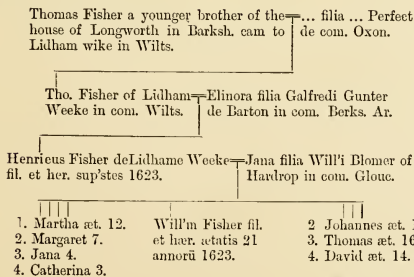 Thomas Fisher a younger brother of the = ... filia ... Perfect
house of Longworth in Barksh. cam to de com. Oxon.
Lidham wike in Wilts.
Tho. Fisher of Lidham = Elinora filia Galfredi Gunter
Weeke in com. Wilts. de Barton in com. Berks. Ar.
Henricus Fisher de Lidhame Weeke = Jana filia Will'i Blomer of
fil. et her. sup'stes 1623. Hardrop in com. Glouc.
1. Martha æt. 12. Will'm Fisher fil. 2 Johannes æt.
2. Margaret 7. et hær. ætatis 21 3. Thomas æt. 16
3. Jana 4. annorū 1623. 4. David æt. 14.
4. Catherina 3.